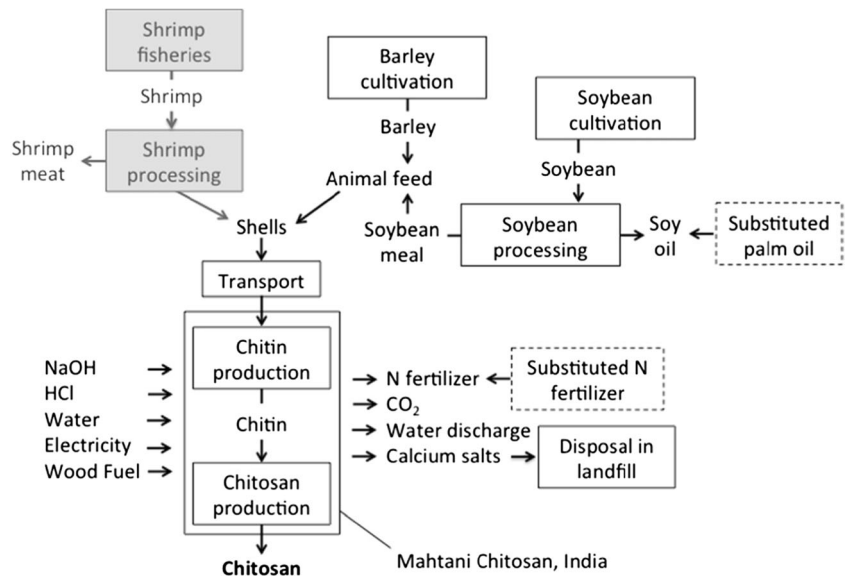 Shrimp
fisheries
Shrimp
Shrimp
meat
Shrimp
processing
Barley
cultivation
Barley
Animal feed
Soybean
cultivation
Soybean
Soybean
meal
Soybean
processing
Soy
oil
Substituted
palm oil
Shells
Transport
Chitin
production
Chitin
Chitosan
production
Chitosan
NaOH
HCl
Water
Electricity
Wood Fuel
N fertilizer
CO₂
Water discharge
Calcium salts
Substituted N
fertilizer
Disposal in
landfill
Mahtani Chitosan, India